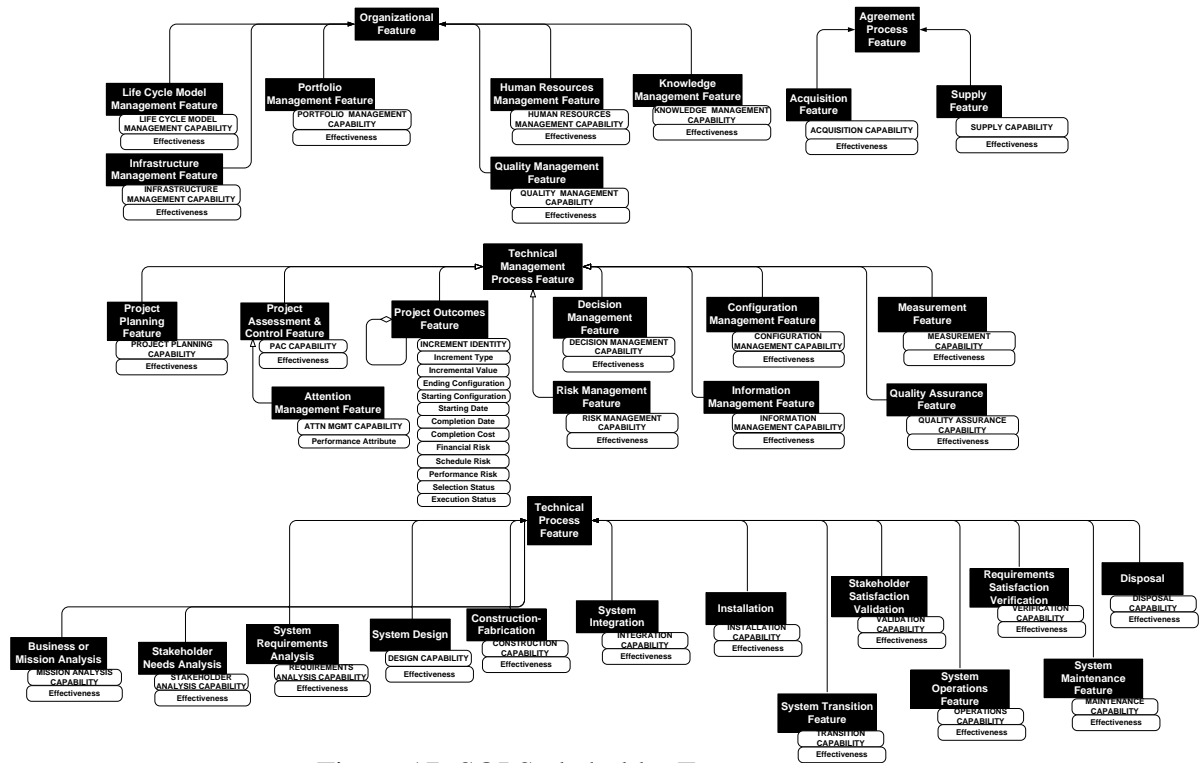 Organizational
Feature
Agreement
Process
Feature
Life Cycle Model
Management Feature
LIFE CYCLE MODEL
MANAGEMENT CAPABILITY
Effectiveness
Portfolio
Management Feature
PORTFOLIO MANAGEMENT
CAPABILITY
Effectiveness
Human Resources
Management Feature
HUMAN RESOURCES
MANAGEMENT CAPABILITY
Effectiveness
Knowledge
Management Feature
KNOWLEDGE MANAGEMENT
CAPABILITY
Effectiveness
Acquisition
Feature
ACQUISITION CAPABILITY
Effectiveness
Supply
Feature
SUPPLY CAPABILITY
Effectiveness
Infrastructure
Management Feature
INFRASTRUCTURE
MANAGEMENT CAPABILITY
Effectiveness
Quality Management
Feature
QUALITY MANAGEMENT
CAPABILITY
Effectiveness
Technical
Management
Process Feature
Project
Planning
Feature
PROJECT PLANNING
CAPABILITY
Effectiveness
Project
Assessment &
Control Feature
PAC CAPABILITY
Effectiveness
Attention
Management Feature
ATTN MGMT CAPABILITY
Performance Attribute
Project Outcomes
Feature
INCREMENT IDENTITY
Increment Type
Incremental Value
Ending Configuration
Starting Configuration
Starting Date
Completion Date
Completion Cost
Financial Risk
Schedule Risk
Performance Risk
Selection Status
Execution Status
Decision
Management
Feature
DECISION MANAGEMENT
CAPABILITY
Effectiveness
Configuration
Management Feature
CONFIGURATION
MANAGEMENT CAPABILITY
Effectiveness
Measurement
Feature
MEASUREMENT
CAPABILITY
Effectiveness
Risk Management
Feature
RISK MANAGEMENT
CAPABILITY
Effectiveness
Information
Management Feature
INFORMATION
MANAGEMENT CAPABILITY
Effectiveness
Quality Assurance
Feature
QUALITY ASSURANCE
CAPABILITY
Effectiveness
Technical
Process
Feature
Business or
Mission Analysis
MISSION ANALYSIS
CAPABILITY
Effectiveness
Stakeholder
Needs Analysis
STAKEHOLDER
ANALYSIS CAPABILITY
Effectiveness
System
Requirements
Analysis
REQUIREMENTS
ANALYSIS CAPABILITY
Effectiveness
System Design
DESIGN CAPABILITY
Effectiveness
Construction-
Fabrication
CONSTRUCTION
CAPABILITY
Effectiveness
System
Integration
INTEGRATION
CAPABILITY
Effectiveness
Installation
INSTALLATION
CAPABILITY
Effectiveness
Stakeholder
Satisfaction
Validation
VALIDATION
CAPABILITY
Effectiveness
Requirements
Satisfaction
Verification
VERIFICATION
CAPABILITY
Effectiveness
Disposal
DISPOSAL
CAPABILITY
Effectiveness
System Transition
Feature
TRANSITION
CAPABILITY
Effectiveness
System
Operations
Feature
OPERATIONS
CAPABILITY
Effectiveness
System
Maintenance
Feature
MAINTENANCE
CAPABILITY
Effectiveness